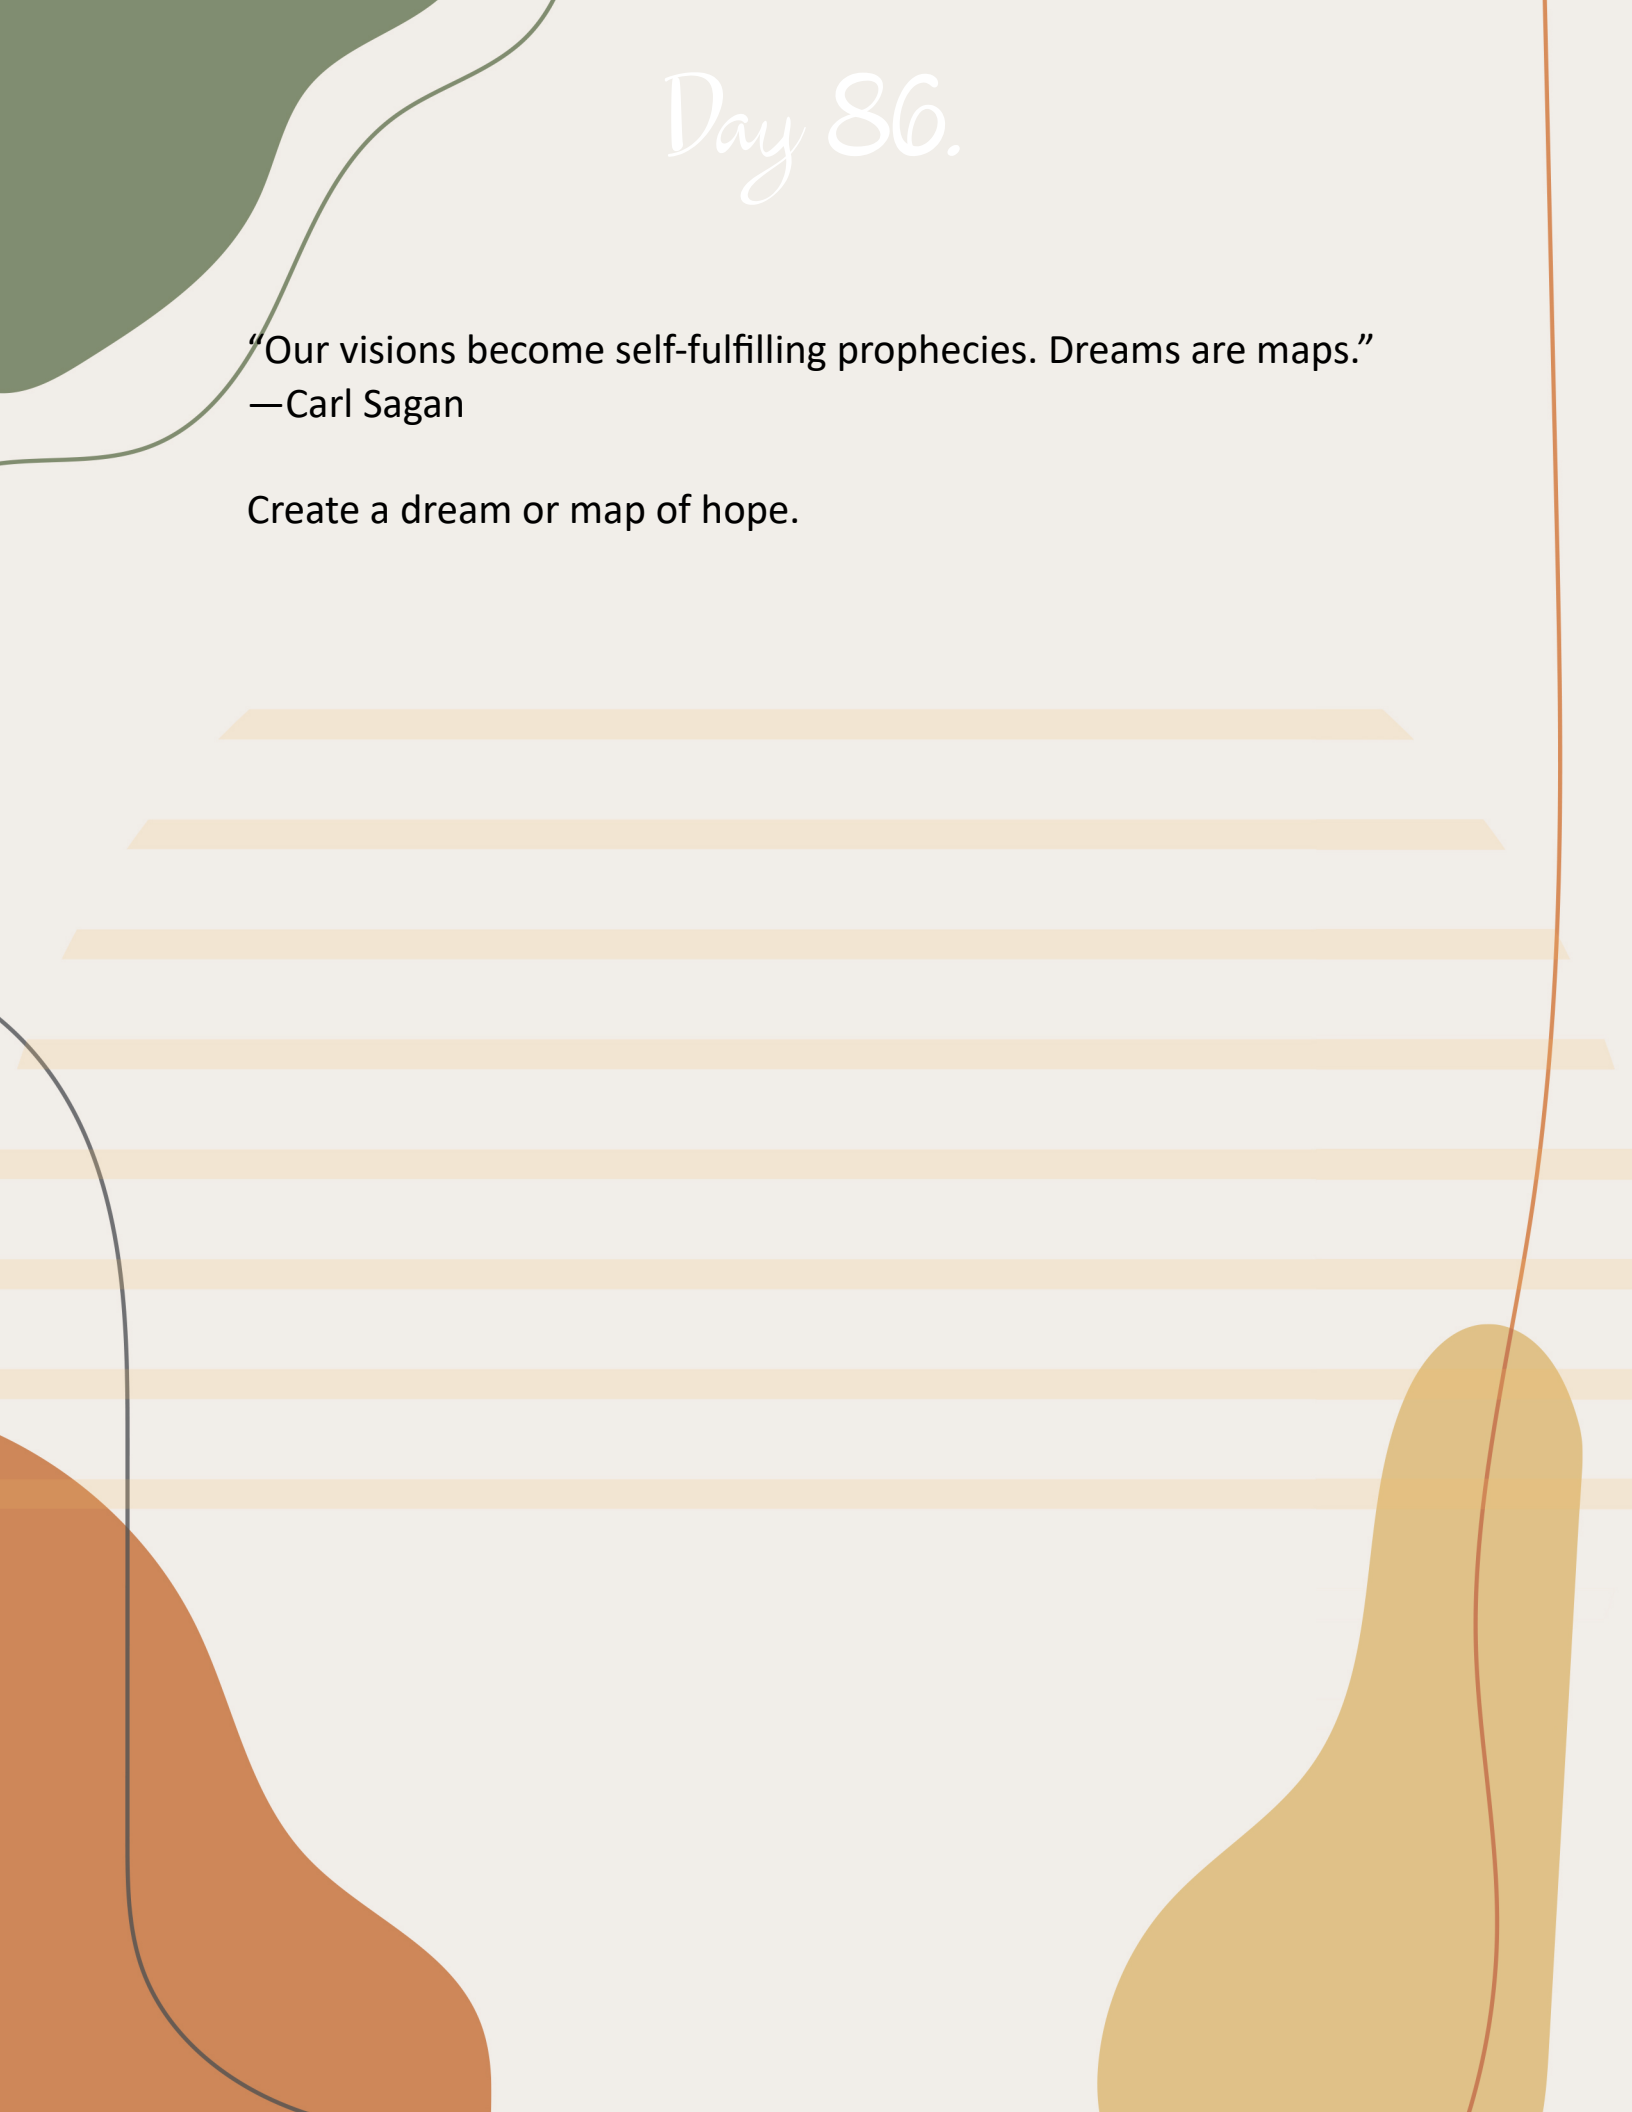 Day 86.
“Our visions become self-fulfilling prophecies. Dreams are maps.”
—Carl Sagan
Create a dream or map of hope.